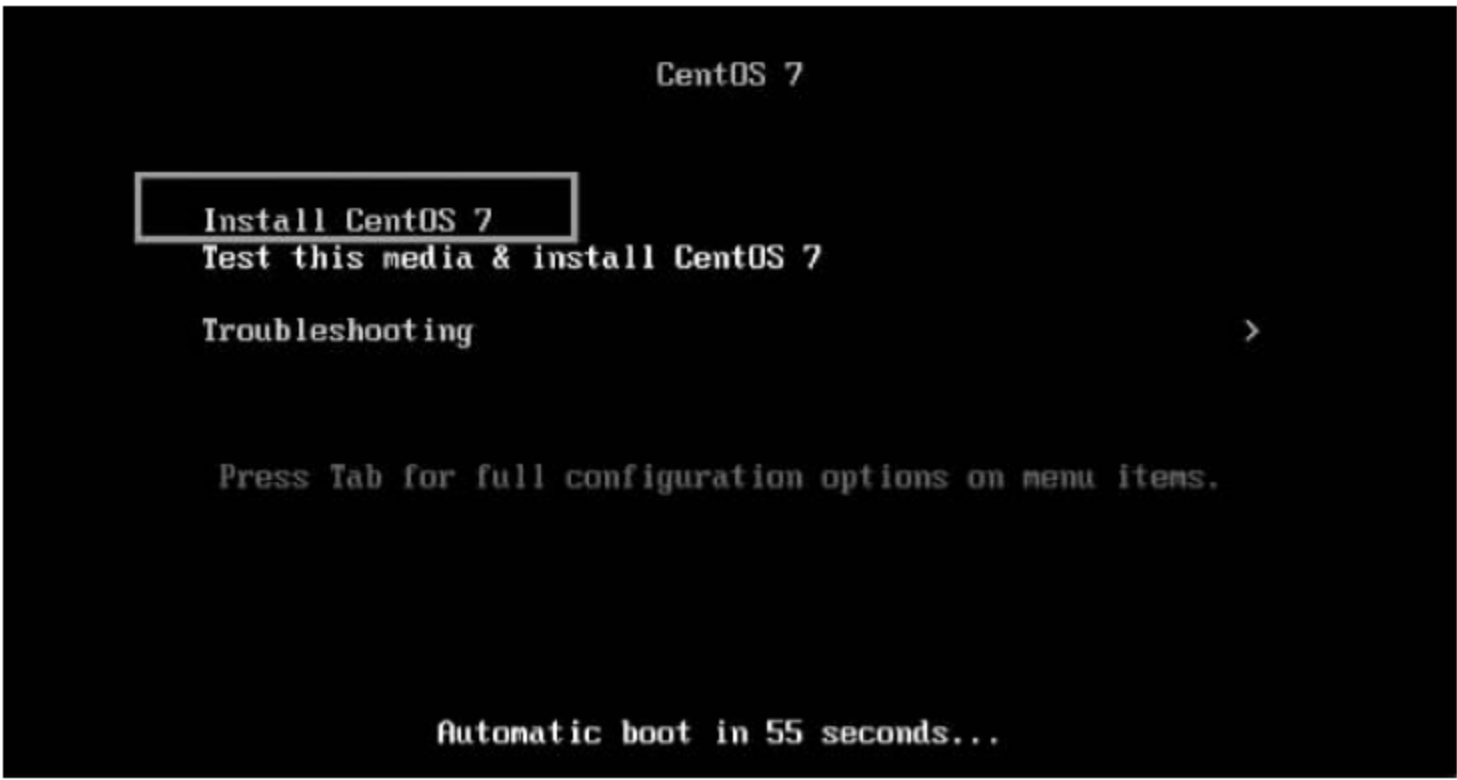 CentOS 7
Install CentOS 7
Test this media & install CentOS 7
Troubleshooting >
Press Tab for full configuration options on menu items.
Automatic boot in 55 seconds...